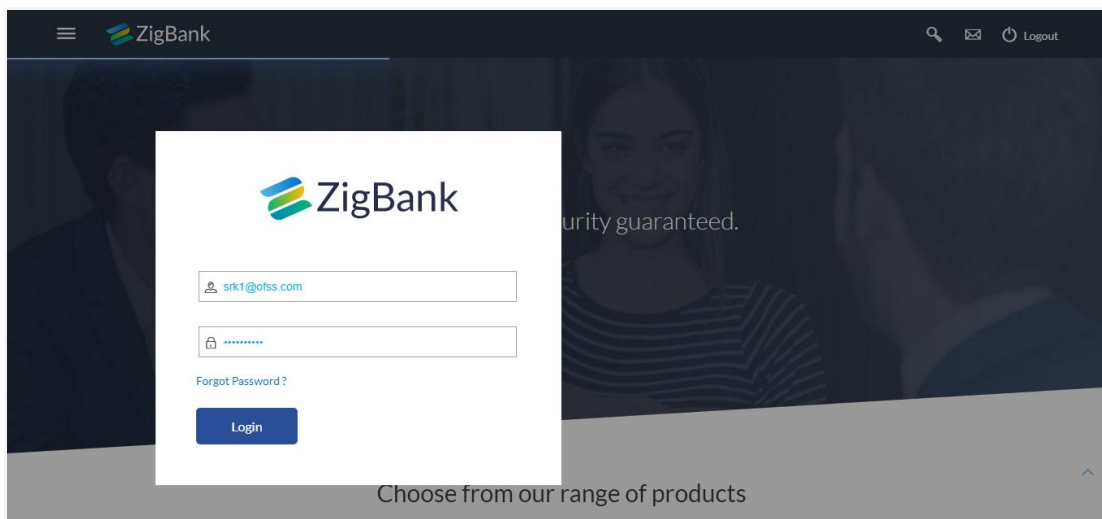 ZigBank
Logout
ZigBank
urity guaranteed.
srk1@ofss.com
••••••••••
Forgot Password ?
Login
Choose from our range of products